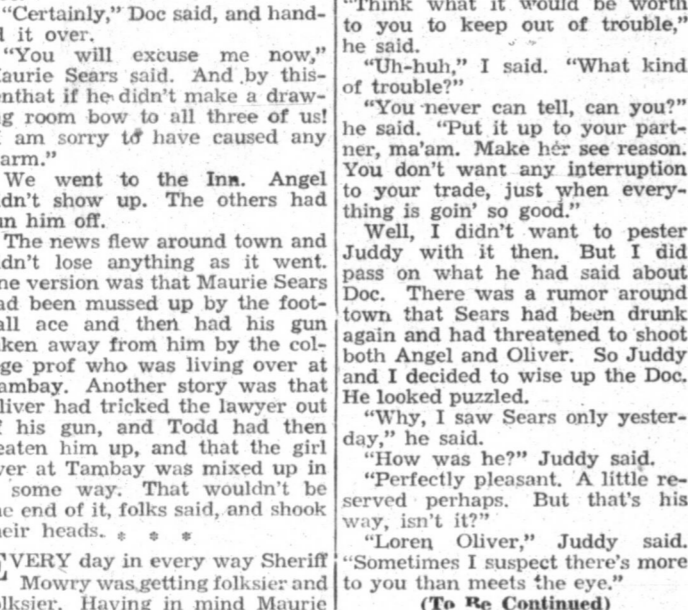 "Certainly," Doc said, and hand-
d it over.
"You will excuse me now,"
aurie Sears said. And by this-
nthat if he didn't make a draw-
g room bow to all three of us!
am sorry to have caused any
arm."
We went to the Inn. Angel
dn't show up. The others had
n him off.
The news flew around town and
dn't lose anything as it went.
ne version was that Maurie Sears
ad been mussed up by the foot-
all ace and then had his gun
ken away from him by the col-
ge prof who was living over at
ambay. Another story was that
liver had tricked the lawyer out
his gun, and Todd had then
eaten him up, and that the girl
ver at Tambay was mixed up in
some way. That wouldn't be
e end of it, folks said, and shook
eir heads. * * *
EVERY day in every way Sheriff
Mowry was getting folksier and
lksier. Having in mind Maurie
"Think what it would be worth
to you to keep out of trouble,"
he said.
"Uh-huh," I said. "What kind
of trouble?"
"You never can tell, can you?"
he said. "Put it up to your part-
ner, ma'am. Make her see reason.
You don't want any interruption
to your trade, just when every-
thing is goin' so good."
Well, I didn't want to pester
Juddy with it then. But I did
pass on what he had said about
Doc. There was a rumor around
town that Sears had been drunk
again and had threatened to shoot
both Angel and Oliver. So Juddy
and I decided to wise up the Doc.
He looked puzzled.
"Why, I saw Sears only yester-
day," he said.
"How was he?" Juddy said.
"Perfectly pleasant. A little re-
served perhaps. But that's his
way, isn't it?"
"Loren Oliver," Juddy said.
"Sometimes I suspect there's more
to you than meets the eye."
(To Be Continued)